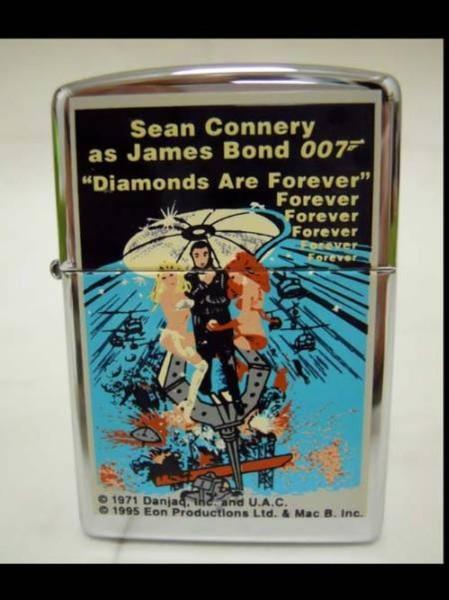 Sean Connery
as James Bond 007
"Diamonds Are Forever"
Forever
Forever
Forever
Forever
Forever
© 1971 Danjaq, Inc. and U.A.C.
© 1995 Eon Productions Ltd. & Mac B. Inc.